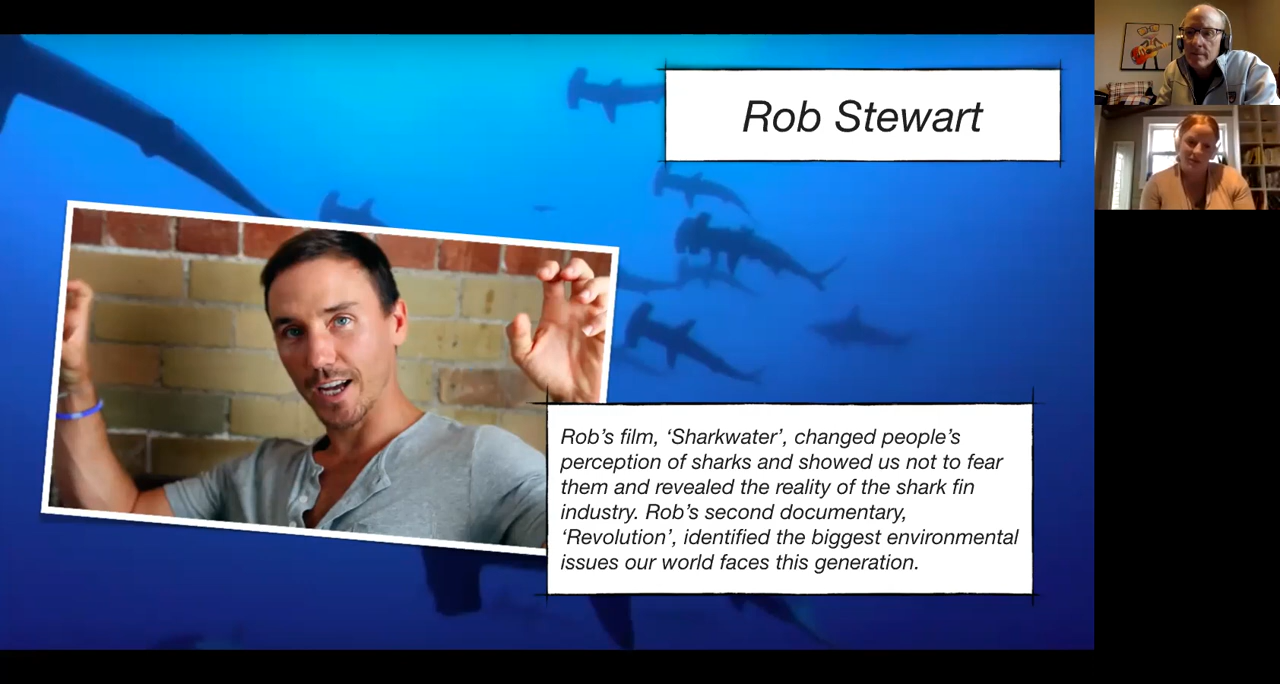 Rob Stewart
Rob’s film, ‘Sharkwater’, changed people’s
perception of sharks and showed us not to fear
them and revealed the reality of the shark fin
industry. Rob’s second documentary,
‘Revolution’, identified the biggest environmental
issues our world faces this generation.